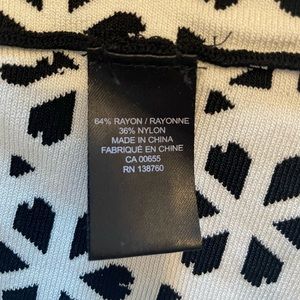 64% RAYON / RAYONNE
36% NYLON
MADE IN CHINA
FABRIQUÉ EN CHINE
CA 00655
RN 138760